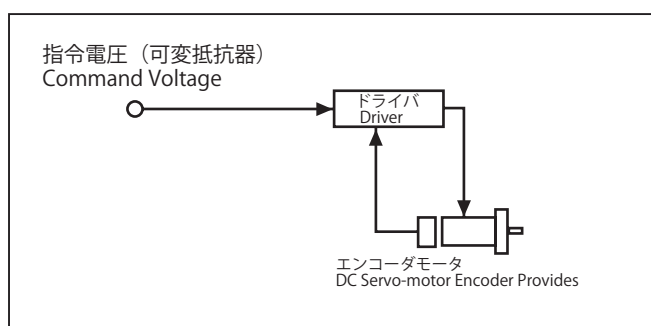 指令電圧（可変抵抗器）
Command Voltage
ドライバ
Driver
エンコーダモータ
DC Servo-motor Encoder Provides